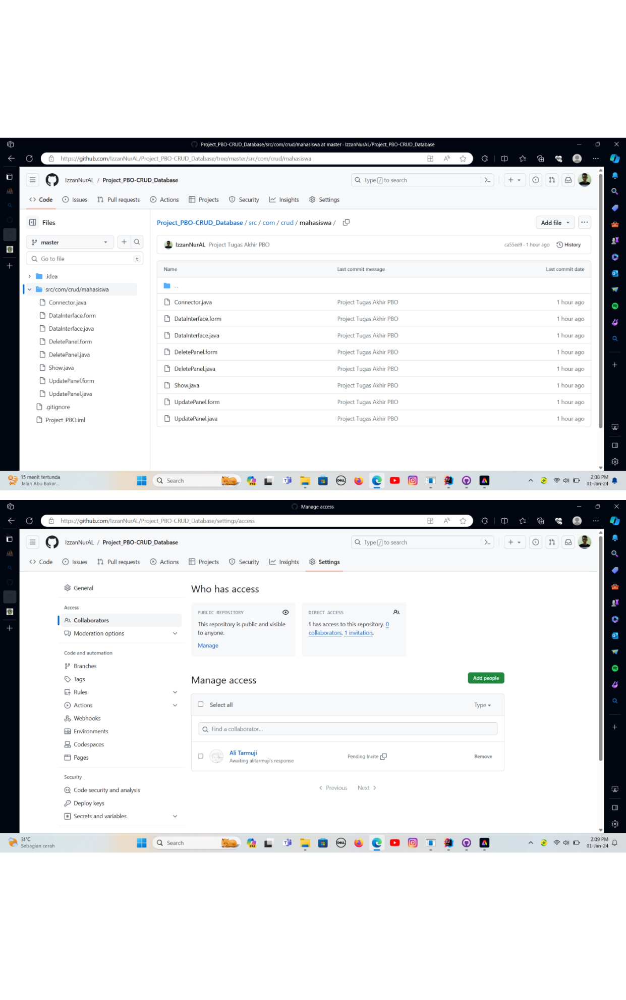 Project_PBO-CRUD_Database/src/com/crud/mahasiswa at master · IzzanNurAL/Project_PBO-CRUD_Database
https://github.com/IzzanNurAL/Project_PBO-CRUD_Database/tree/master/src/com/crud/mahasiswa
IzzanNurAL / Project_PBO-CRUD_Database
Type / to search
Code Issues Pull requests Actions Projects Security Insights Settings
Files
Project_PBO-CRUD_Database / src / com / crud / mahasiswa /
Add file
master
IzzanNurAL Project Tugas Akhir PBO
ca55ee9 · 1 hour ago History
Go to file t
Name Last commit message Last commit date
.idea
..
src/com/crud/mahasiswa
Connector.java
DataInterface.form
DataInterface.java
DeletePanel.form
DeletePanel.java
Show.java
UpdatePanel.form
UpdatePanel.java
.gitignore
Project_PBO.iml
Connector.java Project Tugas Akhir PBO 1 hour ago
DataInterface.form Project Tugas Akhir PBO 1 hour ago
DataInterface.java Project Tugas Akhir PBO 1 hour ago
DeletePanel.form Project Tugas Akhir PBO 1 hour ago
DeletePanel.java Project Tugas Akhir PBO 1 hour ago
Show.java Project Tugas Akhir PBO 1 hour ago
UpdatePanel.form Project Tugas Akhir PBO 1 hour ago
UpdatePanel.java Project Tugas Akhir PBO 1 hour ago
15 menit tertunda
Jalan Abu Bakar...
Search
DELL
2:08 PM
01-Jan-24
Manage access
https://github.com/IzzanNurAL/Project_PBO-CRUD_Database/settings/access
IzzanNurAL / Project_PBO-CRUD_Database
Type / to search
Code Issues Pull requests Actions Projects Security Insights Settings
General
Access
Collaborators
Moderation options
Code and automation
Branches
Tags
Rules
Actions
Webhooks
Environments
Codespaces
Pages
Security
Code security and analysis
Deploy keys
Secrets and variables
Who has access
PUBLIC REPOSITORY
This repository is public and visible
to anyone.
Manage
DIRECT ACCESS
1 has access to this repository. 0
collaborators. 1 invitation.
Manage access
Add people
Select all
Type
Find a collaborator...
Ali Tarmuji
Awaiting alitarmuji's response
Pending Invite
Remove
Previous Next
31°C
Sebagian cerah
Search
DELL
2:09 PM
01-Jan-24